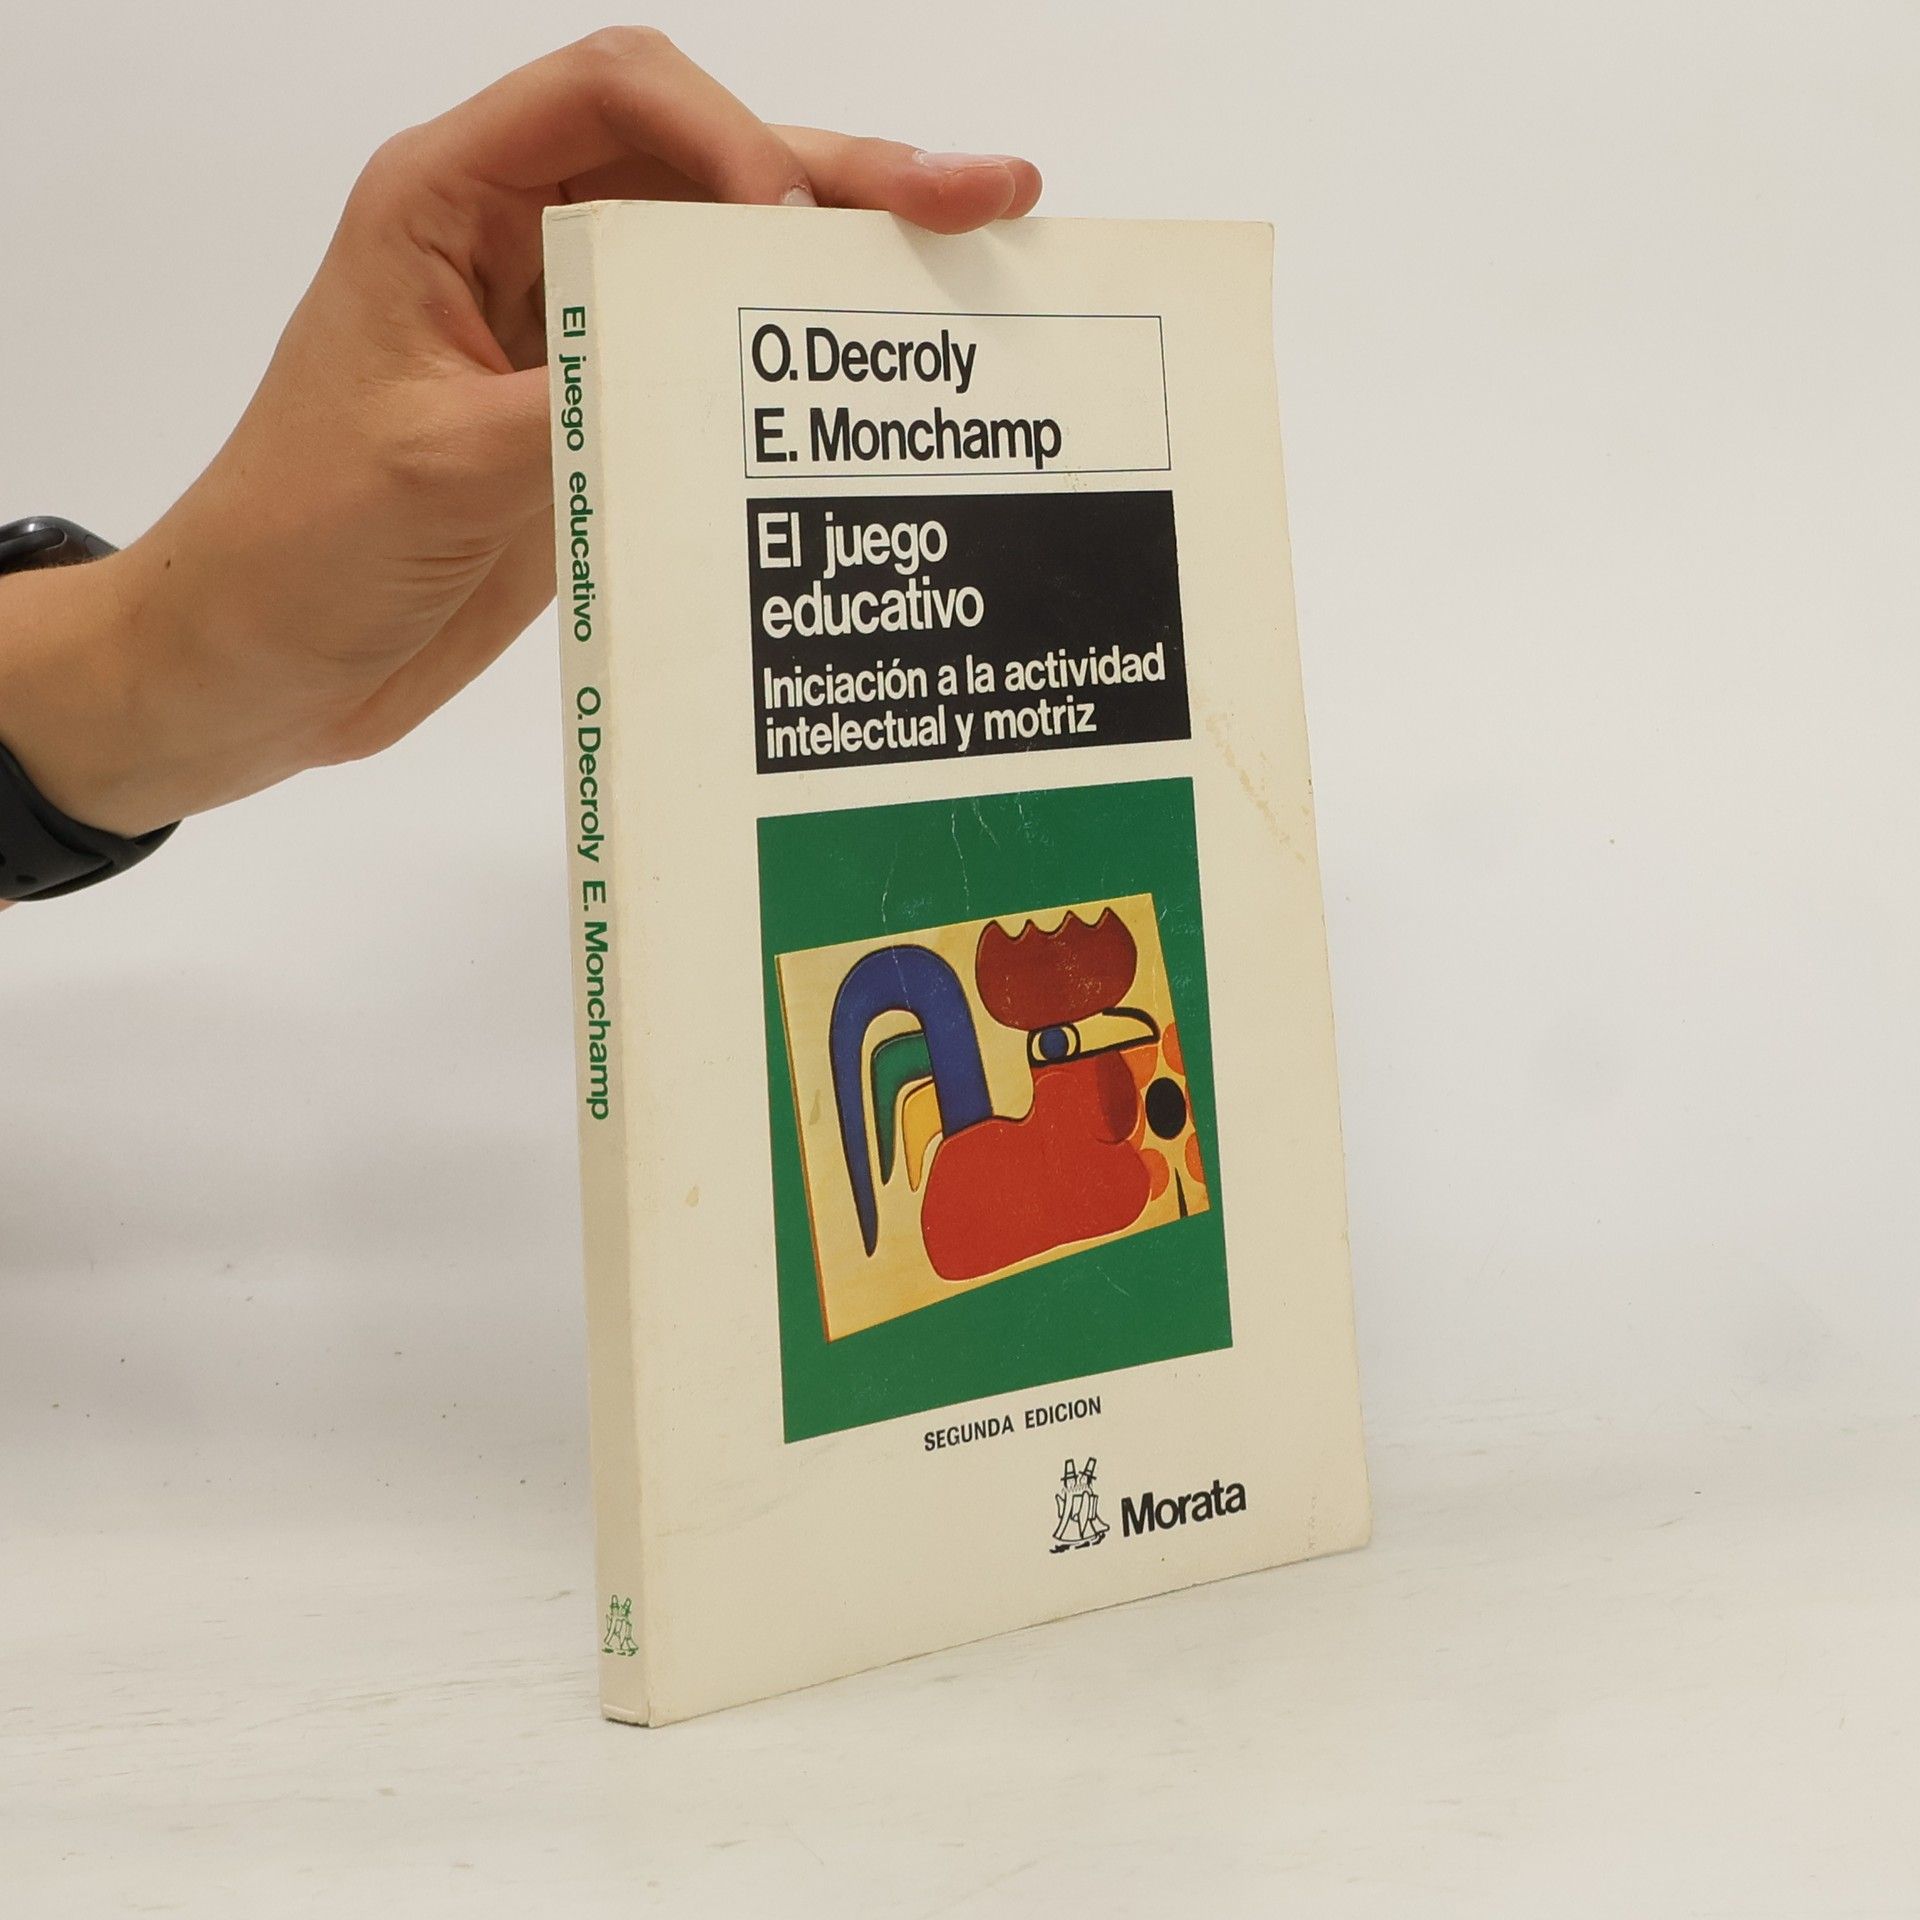 El juego educativo O. Decroly E. Monchamp
O. Decroly
E. Monchamp
El juego
educativo
Iniciación a la actividad
intelectual y motriz
SEGUNDA EDICION
Morata